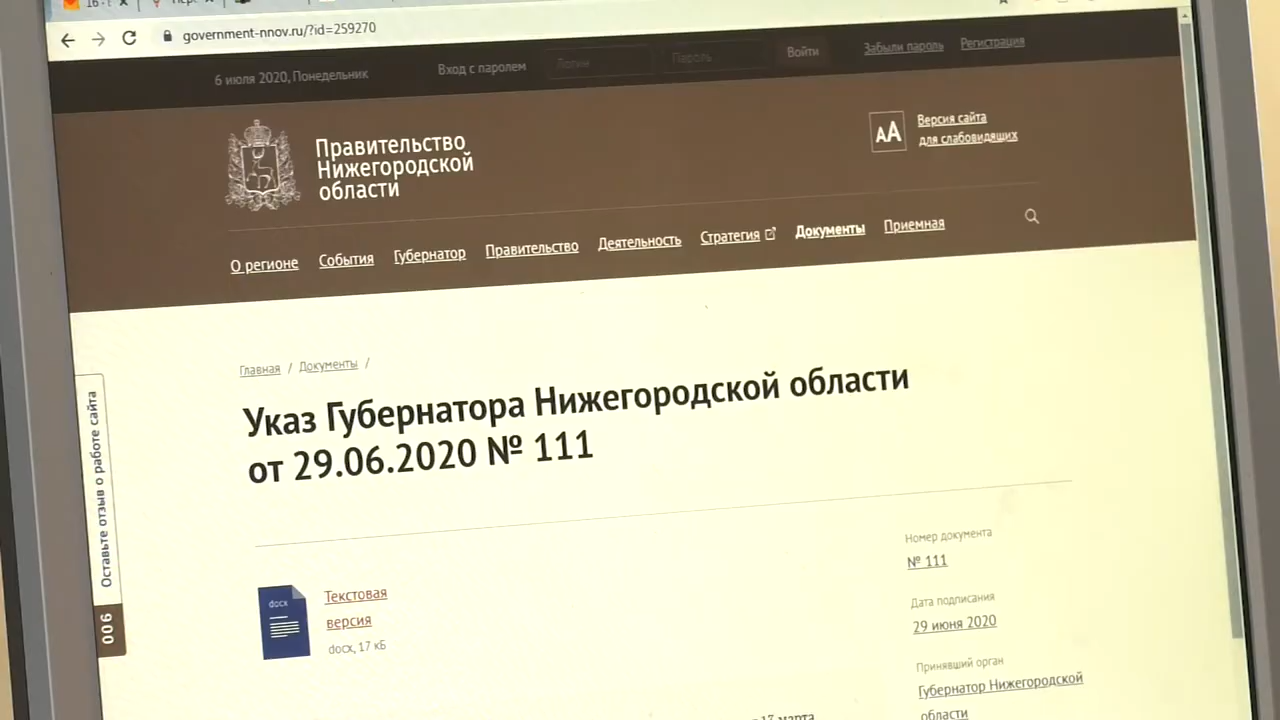 government-nnov.ru/?id=259270
6 июля 2020, Понедельник
Вход с паролем
Логин
Пароль
Войти
Забыли пароль
Регистрация
Правительство
Нижегородской
области
АА
Версия сайта
для слабовидящих
О регионе
События
Губернатор
Правительство
Деятельность
Стратегия
Документы
Приемная
Главная / Документы /
Указ Губернатора Нижегородской области
от 29.06.2020 № 111
Оставьте отзыв о работе сайта
docx
Текстовая
версия
docx, 17 кБ
Номер документа
№ 111
Дата подписания
29 июня 2020
Принявший орган
Губернатор Нижегородской
области
17 марта